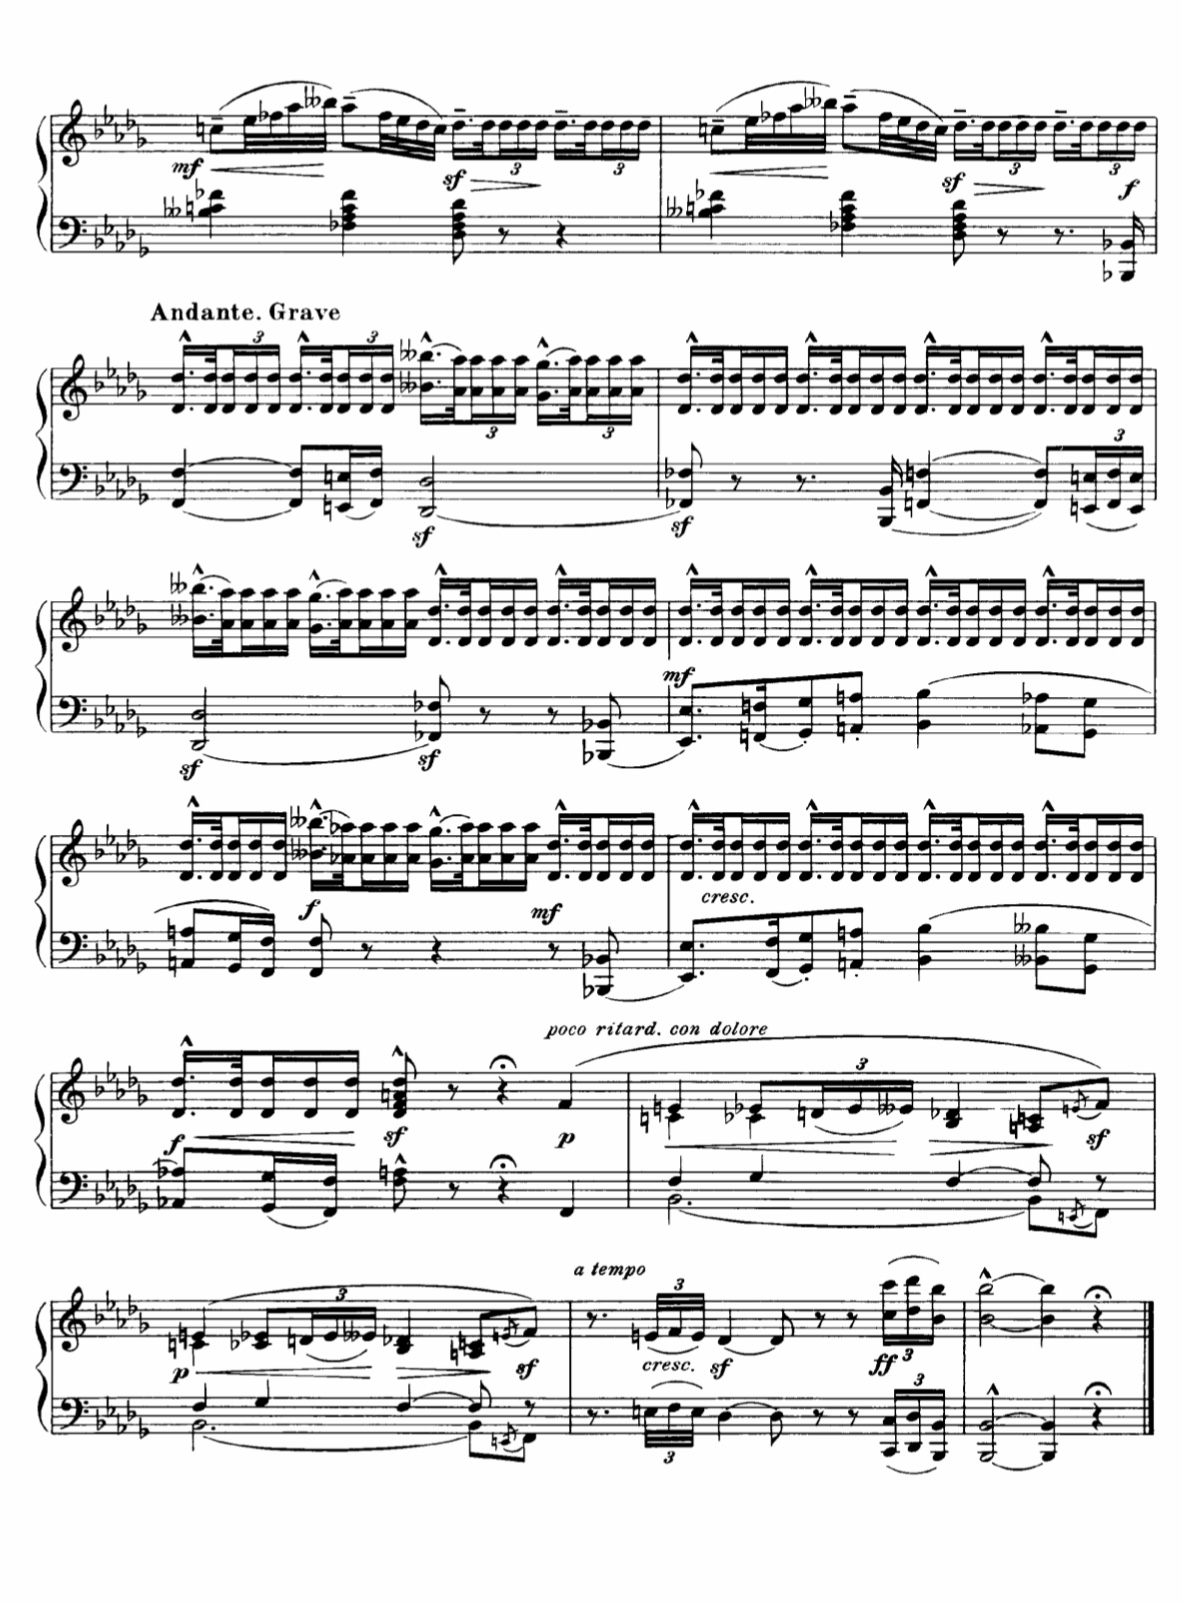 mf sf 3 3 sf 3 3 f
Andante. Grave
3 3 3 3
sf sf 3
mf
sf sf
f mf cresc.
poco ritard. con dolore
3
f sf p sf
a tempo
3 3
p sf cresc. sf ff 3
3 3